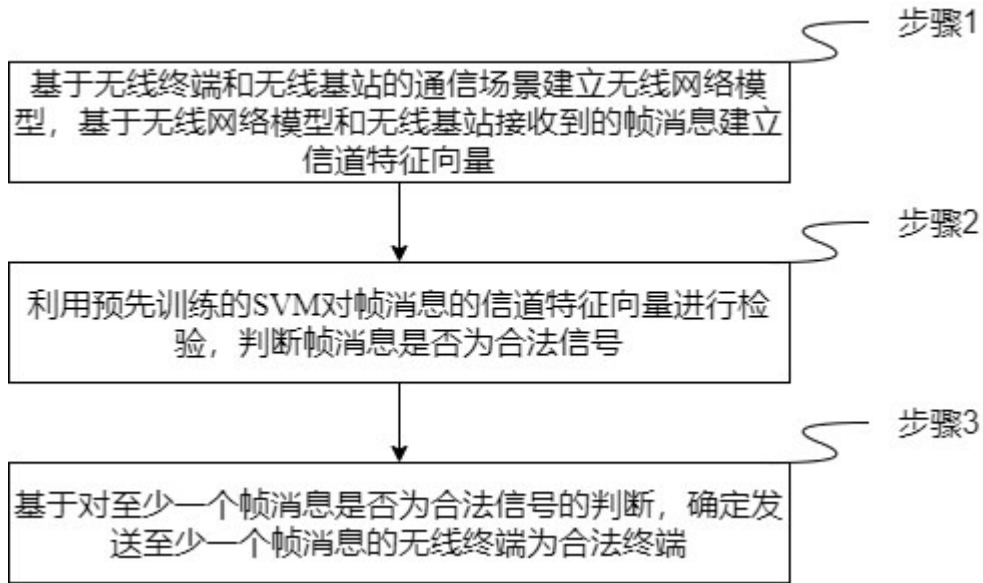 步骤1
基于无线终端和无线基站的通信场景建立无线网络模
型，基于无线网络模型和无线基站接收到的帧消息建立
信道特征向量
步骤2
利用预先训练的SVM对帧消息的信道特征向量进行检
验，判断帧消息是否为合法信号
步骤3
基于对至少一个帧消息是否为合法信号的判断，确定发
送至少一个帧消息的无线终端为合法终端